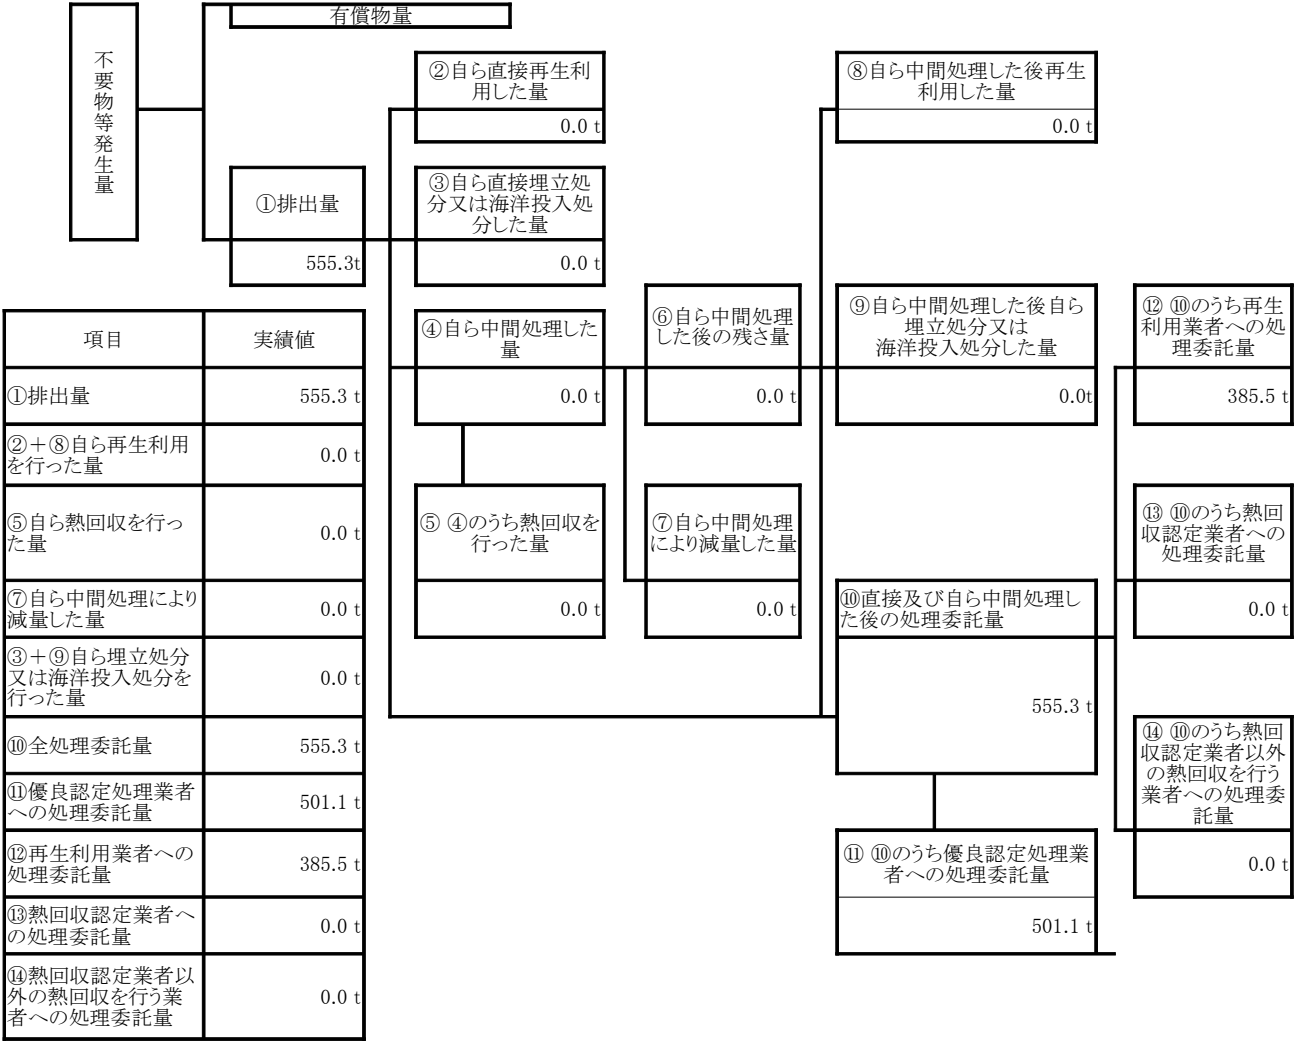 有償物量
不要物等発生量
②自ら直接再生利
用した量
0.0 t
⑧自ら中間処理した後再生
利用した量
0.0 t
①排出量
555.3t
③自ら直接埋立処
分又は海洋投入処
分した量
0.0 t
④自ら中間処理した
量
0.0 t
⑥自ら中間処理
した後の残さ量
0.0 t
⑨自ら中間処理した後自ら
埋立処分又は
海洋投入処分した量
0.0t
⑫ ⑩のうち再生
利用業者への処
理委託量
385.5 t
⑤ ④のうち熱回収を
行った量
0.0 t
⑦自ら中間処理
により減量した量
0.0 t
⑩直接及び自ら中間処理し
た後の処理委託量
555.3 t
⑬ ⑩のうち熱回
収認定業者への
処理委託量
0.0 t
⑭ ⑩のうち熱回
収認定業者以外
の熱回収を行う
業者への処理委
託量
0.0 t
⑪ ⑩のうち優良認定処理業
者への処理委託量
501.1 t
項目 実績値
①排出量 555.3 t
②＋⑧自ら再生利用
を行った量
0.0 t
⑤自ら熱回収を行っ
た量
0.0 t
⑦自ら中間処理により
減量した量
0.0 t
③＋⑨自ら埋立処分
又は海洋投入処分を
行った量
0.0 t
⑩全処理委託量 555.3 t
⑪優良認定処理業者
への処理委託量
501.1 t
⑫再生利用業者への
処理委託量
385.5 t
⑬熱回収認定業者へ
の処理委託量
0.0 t
⑭熱回収認定業者以
外の熱回収を行う業
者への処理委託量
0.0 t